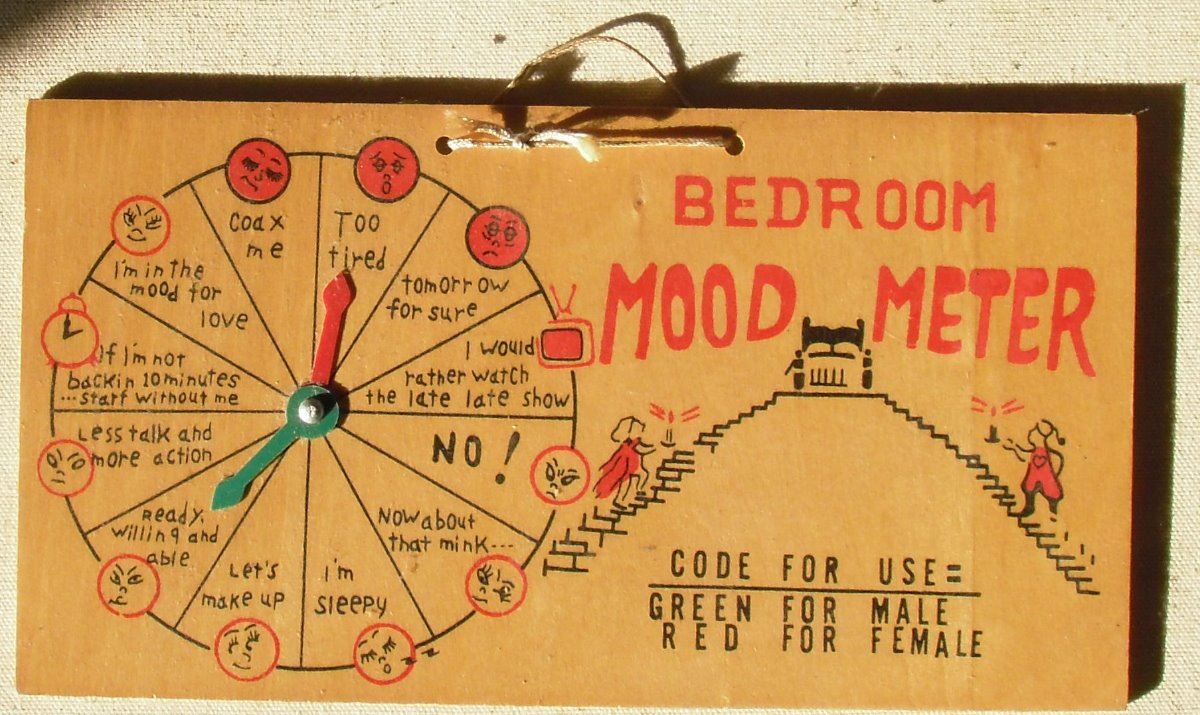 BEDROOM
MOOD METER
Coax
me
Too
tired
tomorrow
for sure
I would
rather watch
the late late show
NO!
Now about
that mink---
I'm
sleepy
Let's
make up
Ready,
willing and
able
Less talk and
more action
If I'm not
back in 10 minutes
...start without me
I'm in the
mood for
love
CODE FOR USE=
GREEN FOR MALE
RED FOR FEMALE